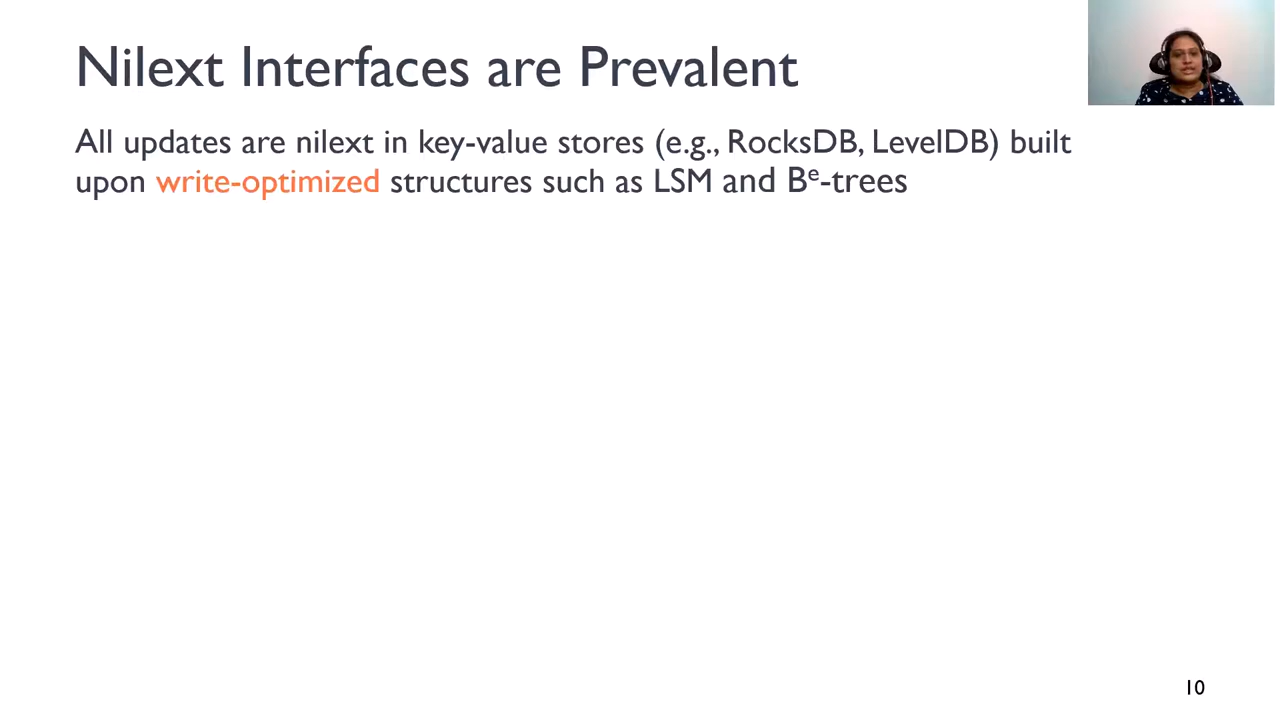 Nilext Interfaces are Prevalent
All updates are nilext in key-value stores (e.g., RocksDB, LevelDB) built
upon write-optimized structures such as LSM and Bᵉ-trees
10